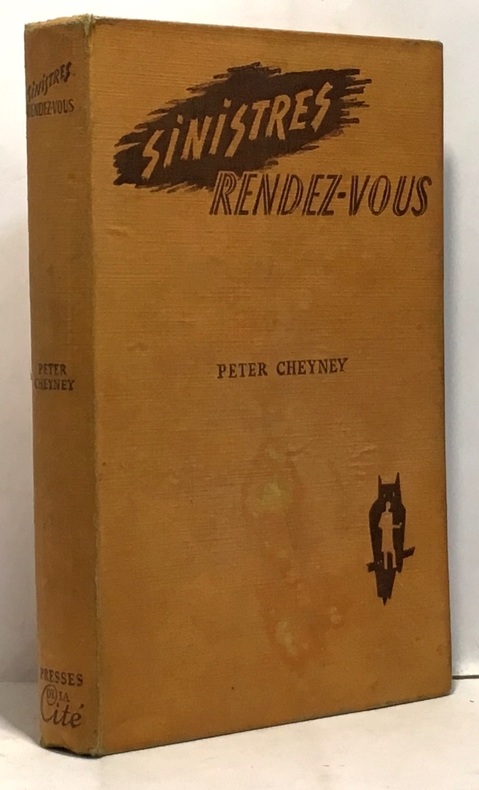 SINISTRES
RENDEZ-VOUS
PETER
CHEYNEY
PRESSES
DE LA
Cité
SINISTRES
RENDEZ-VOUS
PETER CHEYNEY